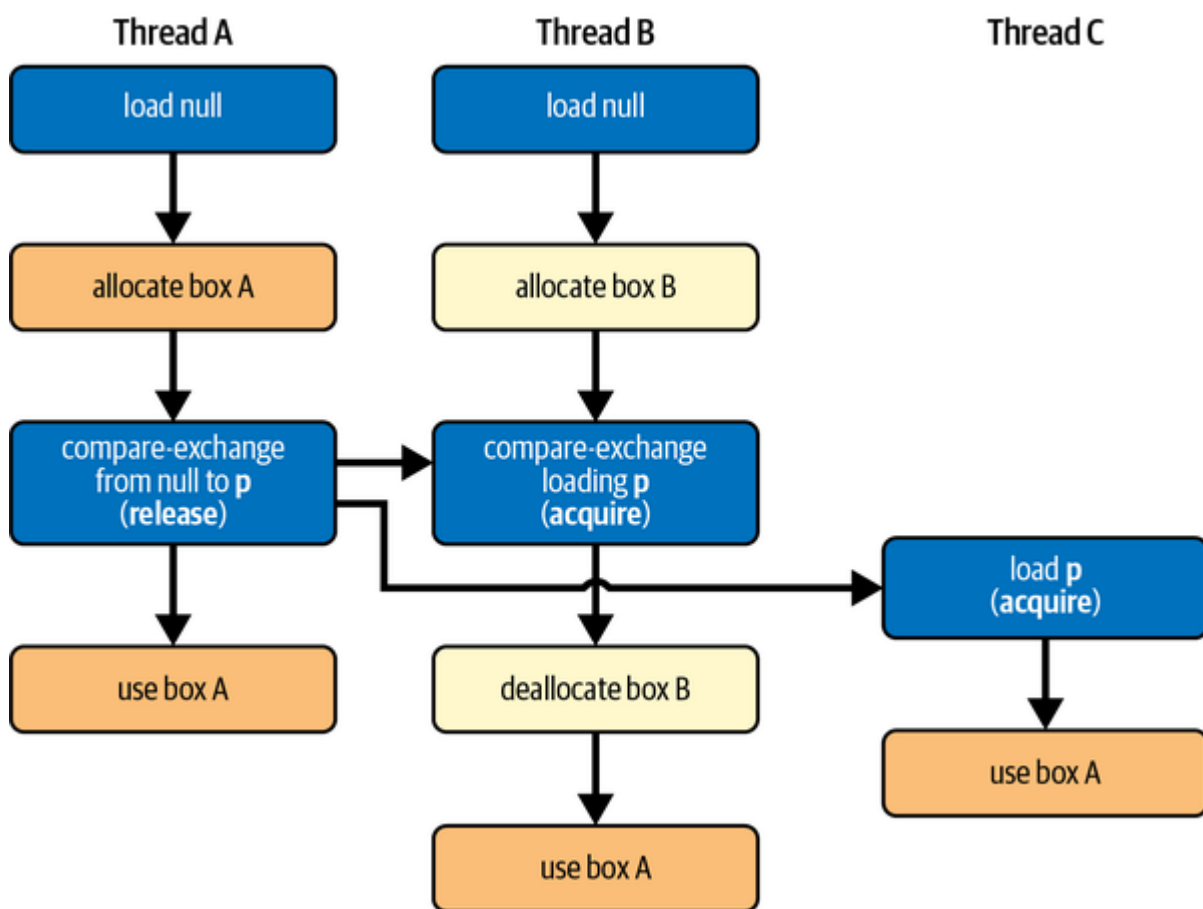 Thread A
Thread B
Thread C
load null
load null
allocate box A
allocate box B
compare-exchange
from null to p
(release)
compare-exchange
loading p
(acquire)
load p
(acquire)
use box A
deallocate box B
use box A
use box A